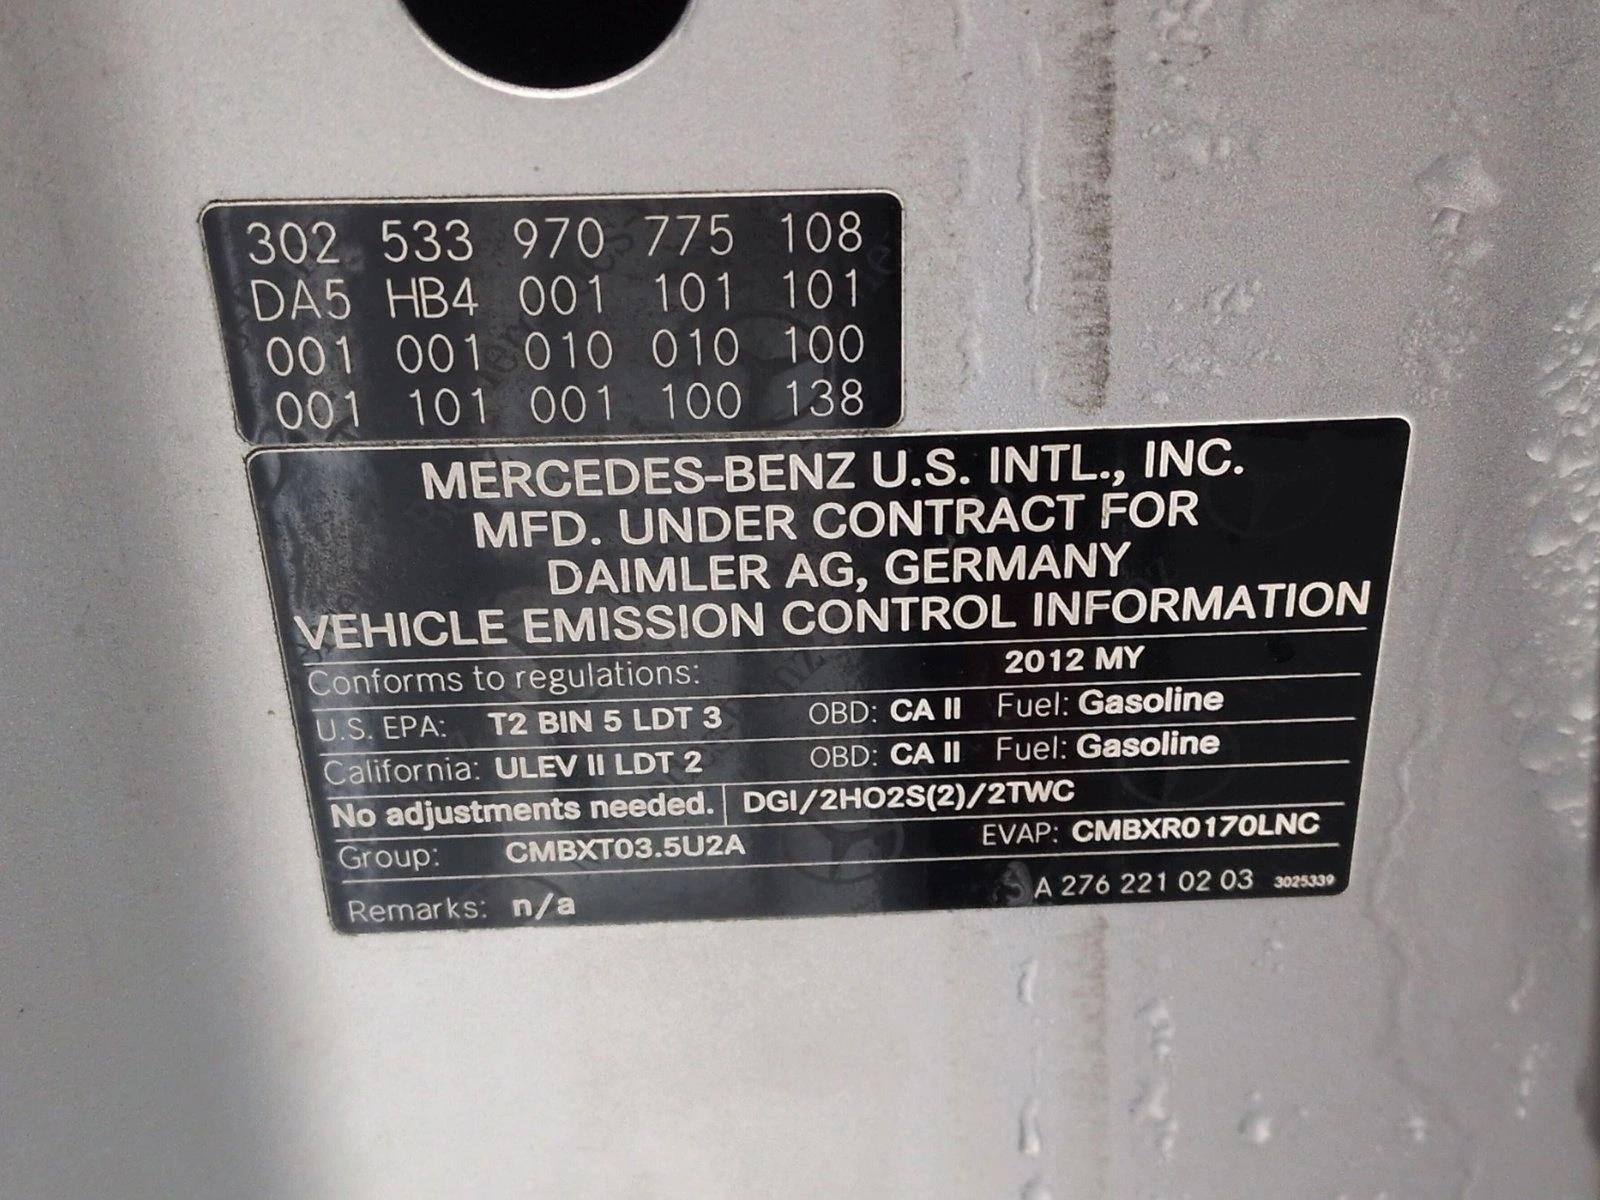 302 533 970 775 108
DA5 HB4 001 101 101
001 001 010 010 100
001 101 001 100 138
MERCEDES-BENZ U.S. INTL., INC.
MFD. UNDER CONTRACT FOR
DAIMLER AG, GERMANY
VEHICLE EMISSION CONTROL INFORMATION
Conforms to regulations: 2012 MY
U.S. EPA: T2 BIN 5 LDT 3 OBD: CA II Fuel: Gasoline
California: ULEV II LDT 2 OBD: CA II Fuel: Gasoline
No adjustments needed. DGI/2HO2S(2)/2TWC
Group: CMBXT03.5U2A EVAP: CMBXR0170LNC
Remarks: n/a A 276 221 02 03 3025339